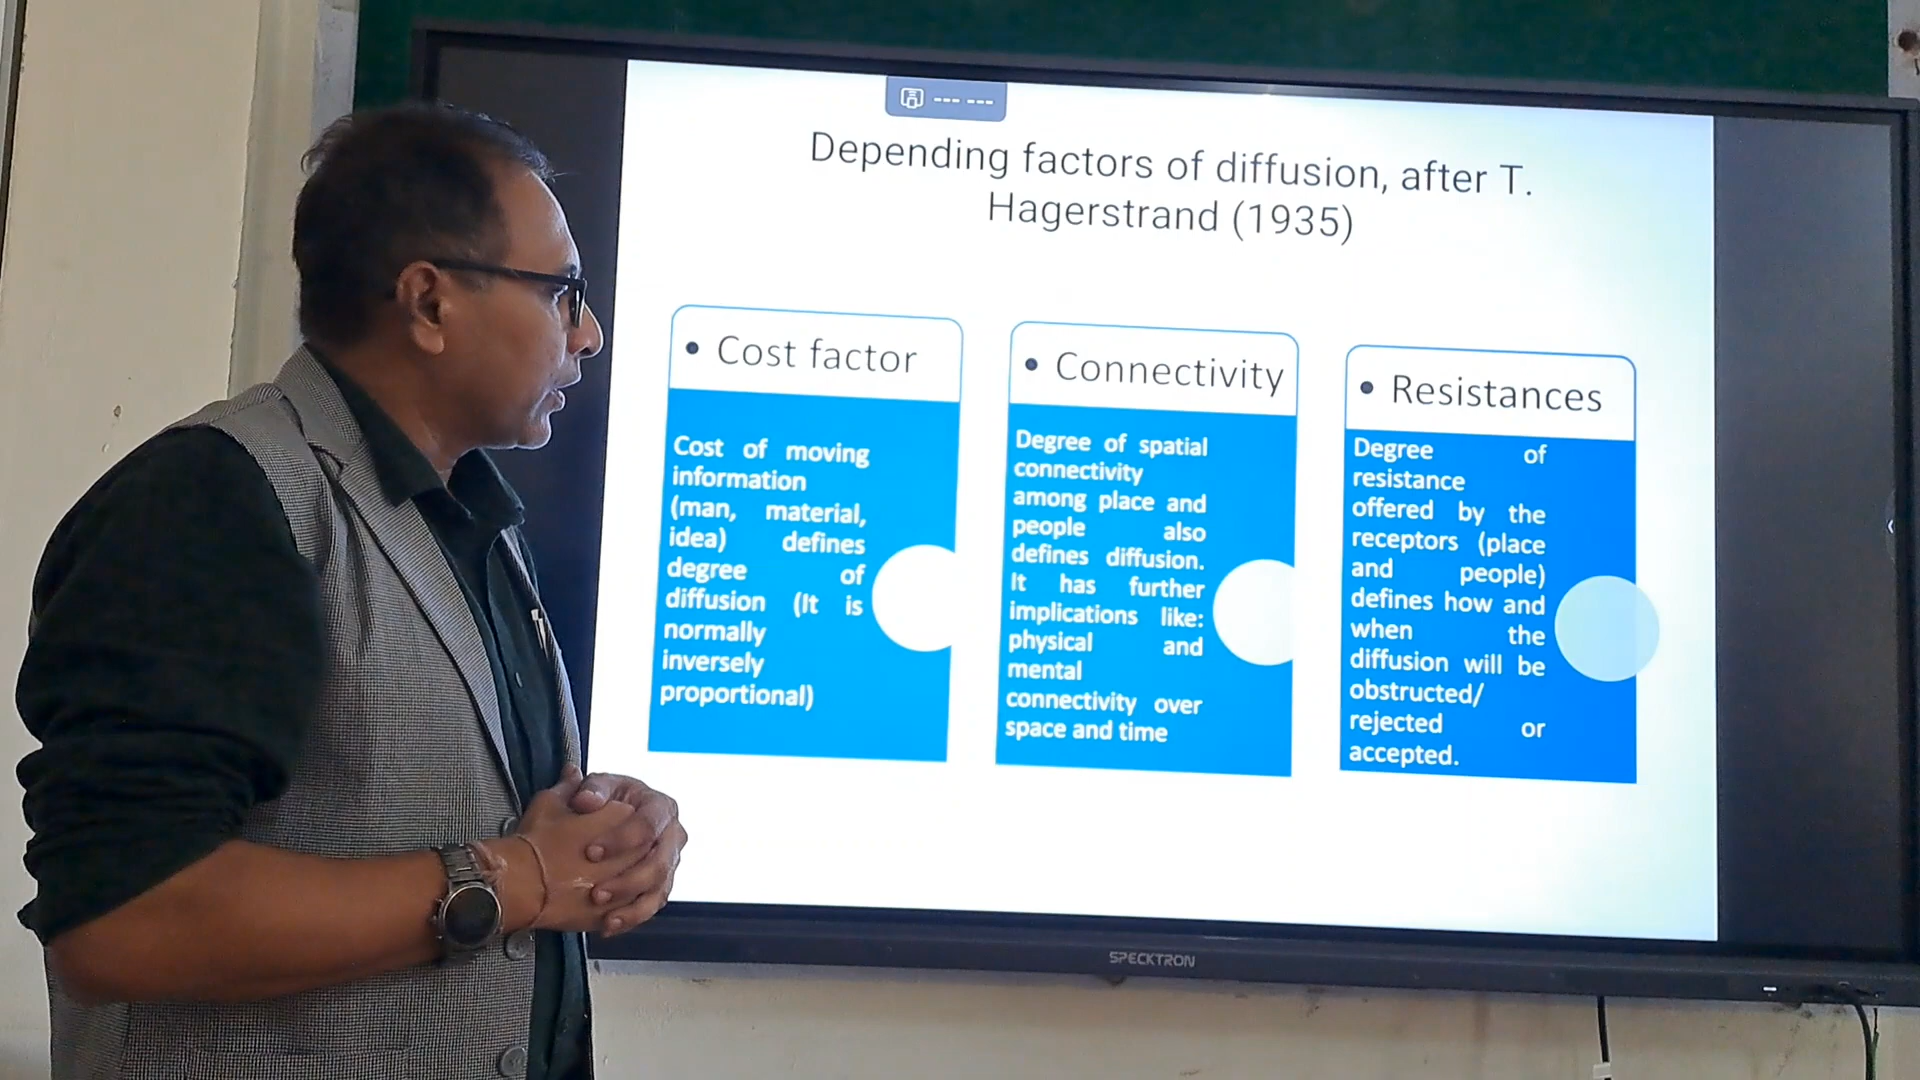 Depending factors of diffusion, after T.
Hagerstrand (1935)
• Cost factor
Cost of moving
information
(man, material,
idea) defines
degree of
diffusion (It is
normally
inversely
proportional)
• Connectivity
Degree of spatial
connectivity
among place and
people also
defines diffusion.
It has further
implications like:
physical and
mental
connectivity over
space and time
• Resistances
Degree of
resistance
offered by the
receptors (place
and people)
defines how and
when the
diffusion will be
obstructed/
rejected or
accepted.
SPECKTRON